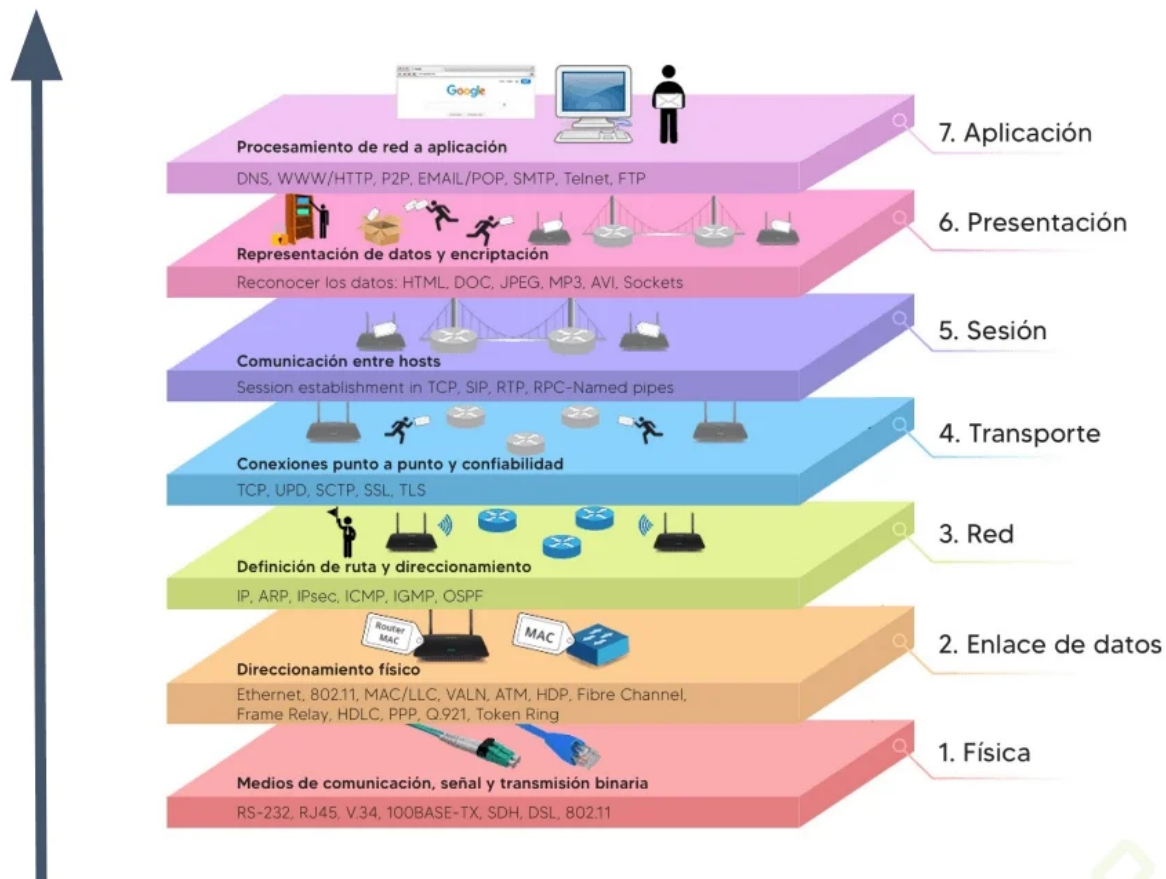 Google
Procesamiento de red a aplicación
DNS, WWW/HTTP, P2P, EMAIL/POP, SMTP, Telnet, FTP
7. Aplicación
Representación de datos y encriptación
Reconocer los datos: HTML, DOC, JPEG, MP3, AVI, Sockets
6. Presentación
Comunicación entre hosts
Session establishment in TCP, SIP, RTP, RPC-Named pipes
5. Sesión
Conexiones punto a punto y confiabilidad
TCP, UPD, SCTP, SSL, TLS
4. Transporte
Definición de ruta y direccionamiento
IP, ARP, IPsec, ICMP, IGMP, OSPF
3. Red
Router
MAC
MAC
Direccionamiento físico
Ethernet, 802.11, MAC/LLC, VALN, ATM, HDP, Fibre Channel,
Frame Relay, HDLC, PPP, Q.921, Token Ring
2. Enlace de datos
Medios de comunicación, señal y transmisión binaria
RS-232, RJ45, V.34, 100BASE-TX, SDH, DSL, 802.11
1. Física